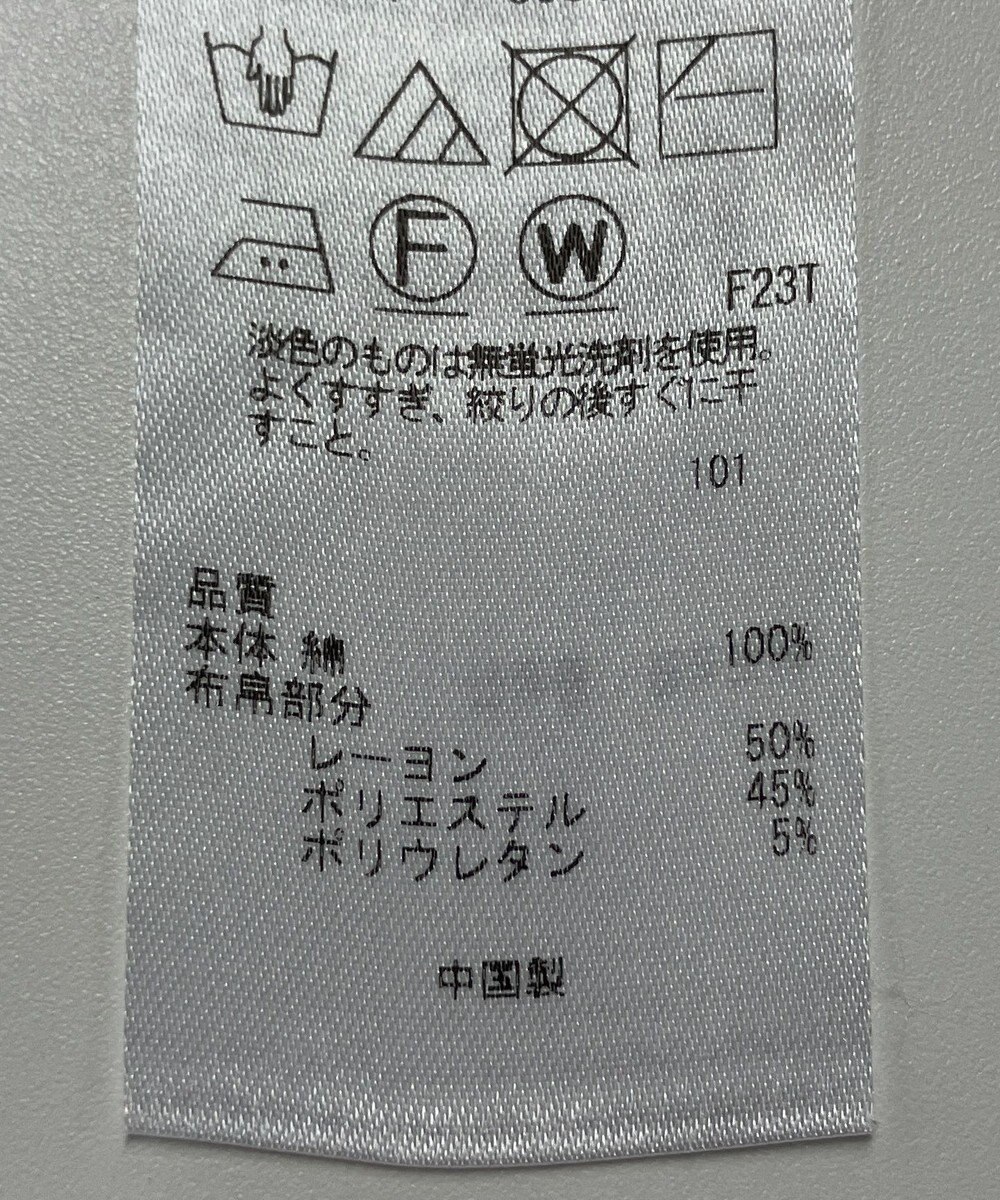 F W
F23T
淡色のものは無蛍光洗剤を使用。
よくすすぎ、絞りの後すぐに干
すこと。
101
品質
本体 綿 100%
布帛部分
レーヨン 50%
ポリエステル 45%
ポリウレタン 5%
中国製